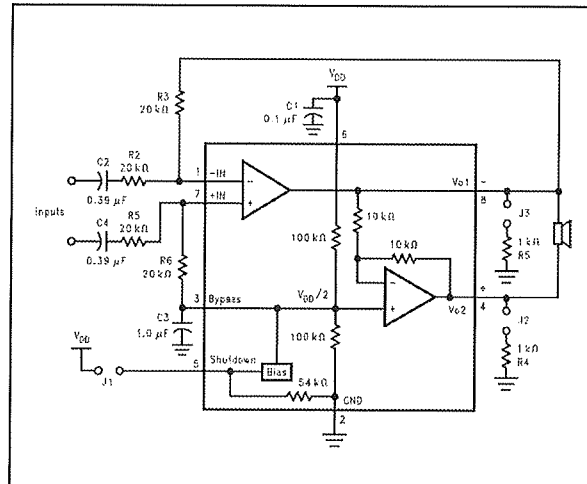 V_DD
R3
20 kΩ
C1
0.1 µF
6
C2
0.39 µF
R2
20 kΩ
1
-IN
-
7
+IN
+
Inputs
C4
0.39 µF
R5
20 kΩ
R6
20 kΩ
Vo1
-
8
J3
1 kΩ
R5
10 kΩ
10 kΩ
100 kΩ
3
Bypass
V_DD/2
-
+
Vo2
+
4
C3
1.0 µF
100 kΩ
J2
1 kΩ
R4
V_DD
J1
5
Shutdown
Bias
54 kΩ
GND
2